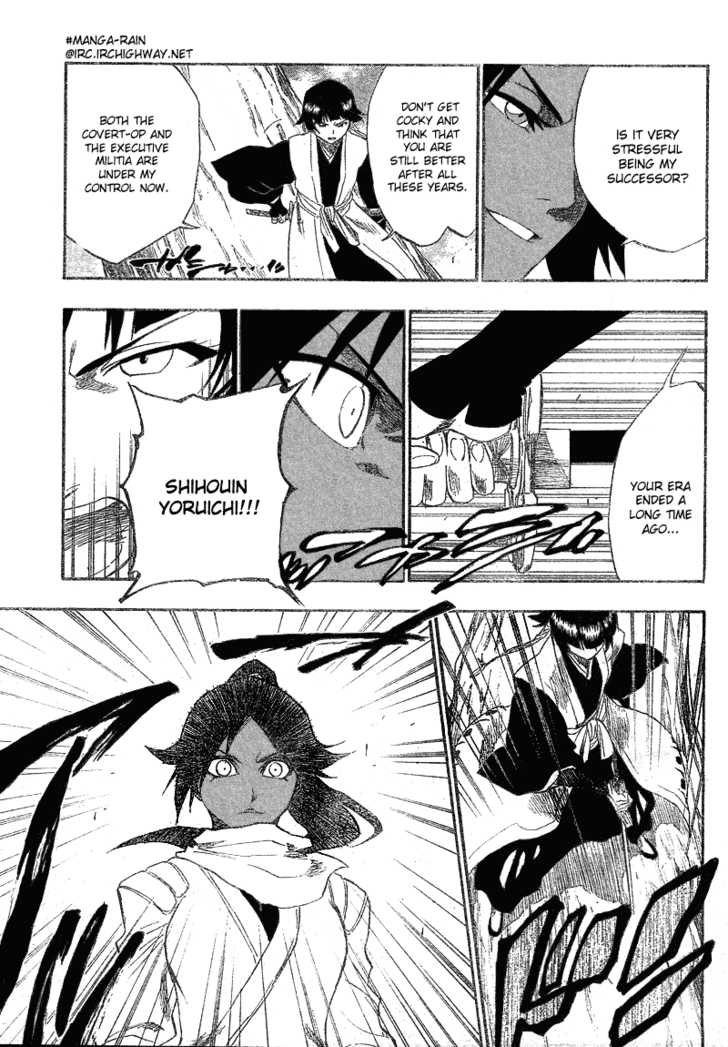 #MANGA-RAIN
@IRC.IRCHIGHWAY.NET
IS IT VERY
STRESSFUL
BEING MY
SUCCESSOR?
DON'T GET
COCKY AND
THINK THAT
YOU ARE
STILL BETTER
AFTER ALL
THESE YEARS.
BOTH THE
COVERT-OP AND
THE EXECUTIVE
MILITIA ARE
UNDER MY
CONTROL NOW.
YOUR ERA
ENDED A
LONG TIME
AGO...
SHIHOUIN
YORUICHI!!!